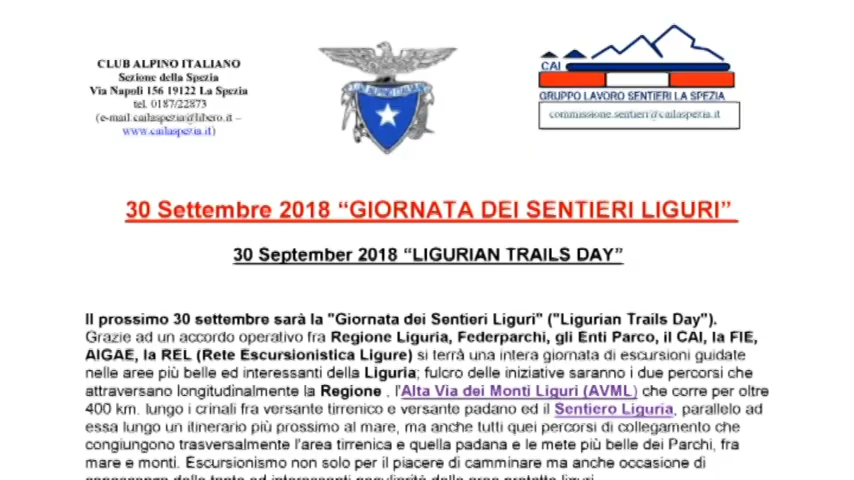 CLUB ALPINO ITALIANO
Sezione della Spezia
Via Napoli 156 19122 La Spezia
tel. 0187/22873
(e-mail.cailaspezia@libero.it –
www.cailaspezia.it)
CLUB ALPINO ITALIANO
CAI
GRUPPO LAVORO SENTIERI LA SPEZIA
commissione.sentieri@cailaspezia.it
30 Settembre 2018 “GIORNATA DEI SENTIERI LIGURI”
30 September 2018 “LIGURIAN TRAILS DAY”
Il prossimo 30 settembre sarà la "Giornata dei Sentieri Liguri" ("Ligurian Trails Day").
Grazie ad un accordo operativo fra Regione Liguria, Federparchi, gli Enti Parco, il CAI, la FIE,
AIGAE, la REL (Rete Escursionistica Ligure) si terrà una intera giornata di escursioni guidate
nelle aree più belle ed interessanti della Liguria; fulcro delle iniziative saranno i due percorsi che
attraversano longitudinalmente la Regione , l'Alta Via dei Monti Liguri (AVML) che corre per oltre
400 km. lungo i crinali fra versante tirrenico e versante padano ed il Sentiero Liguria, parallelo ad
essa lungo un itinerario più prossimo al mare, ma anche tutti quei percorsi di collegamento che
congiungono trasversalmente l'area tirrenica e quella padana e le mete più belle dei Parchi, fra
mare e monti. Escursionismo non solo per il piacere di camminare ma anche occasione di